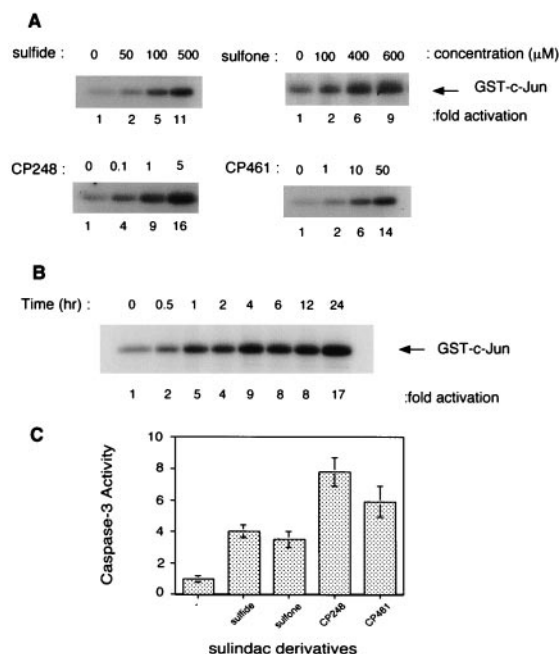 A
sulfide : 0 50 100 500
1 2 5 11
sulfone : 0 100 400 600 : concentration (μM)
GST-c-Jun
1 2 6 9 :fold activation
CP248 : 0 0.1 1 5
1 4 9 16
CP461 : 0 1 10 50
1 2 6 14
B
Time (hr) : 0 0.5 1 2 4 6 12 24
GST-c-Jun
1 2 5 4 9 8 8 17 :fold activation
C
Caspase-3 Activity
10
8
6
4
2
0
- sulfide sulfone CP248 CP461
sulindac derivatives